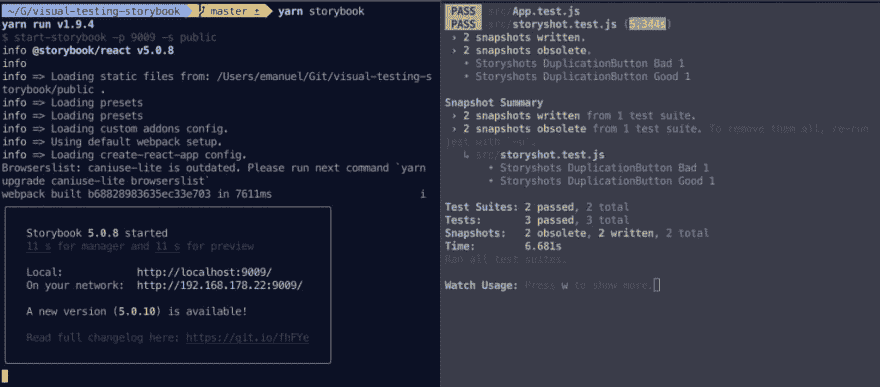 ~/G/visual-testing-storybook master ± yarn storybook
yarn run v1.9.4
$ start-storybook -p 9009 -s public
info @storybook/react v5.0.8
info
info => Loading static files from: /Users/emanuel/Git/visual-testing-s
torybook/public .
info => Loading presets
info => Loading presets
info => Loading custom addons config.
info => Using default webpack setup.
info => Loading create-react-app config.
Browserslist: caniuse-lite is outdated. Please run next command `yarn
upgrade caniuse-lite browserslist`
webpack built b68828983635ec33e703 in 7611ms i
Storybook 5.0.8 started
11 s for manager and 11 s for preview
Local: http://localhost:9009/
On your network: http://192.168.178.22:9009/
A new version (5.0.10) is available!
Read full changelog here: https://git.io/fhFYe
PASS src/App.test.js
PASS src/storyshot.test.js (5.344s)
› 2 snapshots written.
› 2 snapshots obsolete.
• Storyshots DuplicationButton Bad 1
• Storyshots DuplicationButton Good 1
Snapshot Summary
› 2 snapshots written from 1 test suite.
› 2 snapshots obsolete from 1 test suite. To remove them all, re-run
jest with `-u`.
↳ src/storyshot.test.js
• Storyshots DuplicationButton Bad 1
• Storyshots DuplicationButton Good 1
Test Suites: 2 passed, 2 total
Tests: 3 passed, 3 total
Snapshots: 2 obsolete, 2 written, 2 total
Time: 6.681s
Ran all test suites.
Watch Usage: Press w to show more.